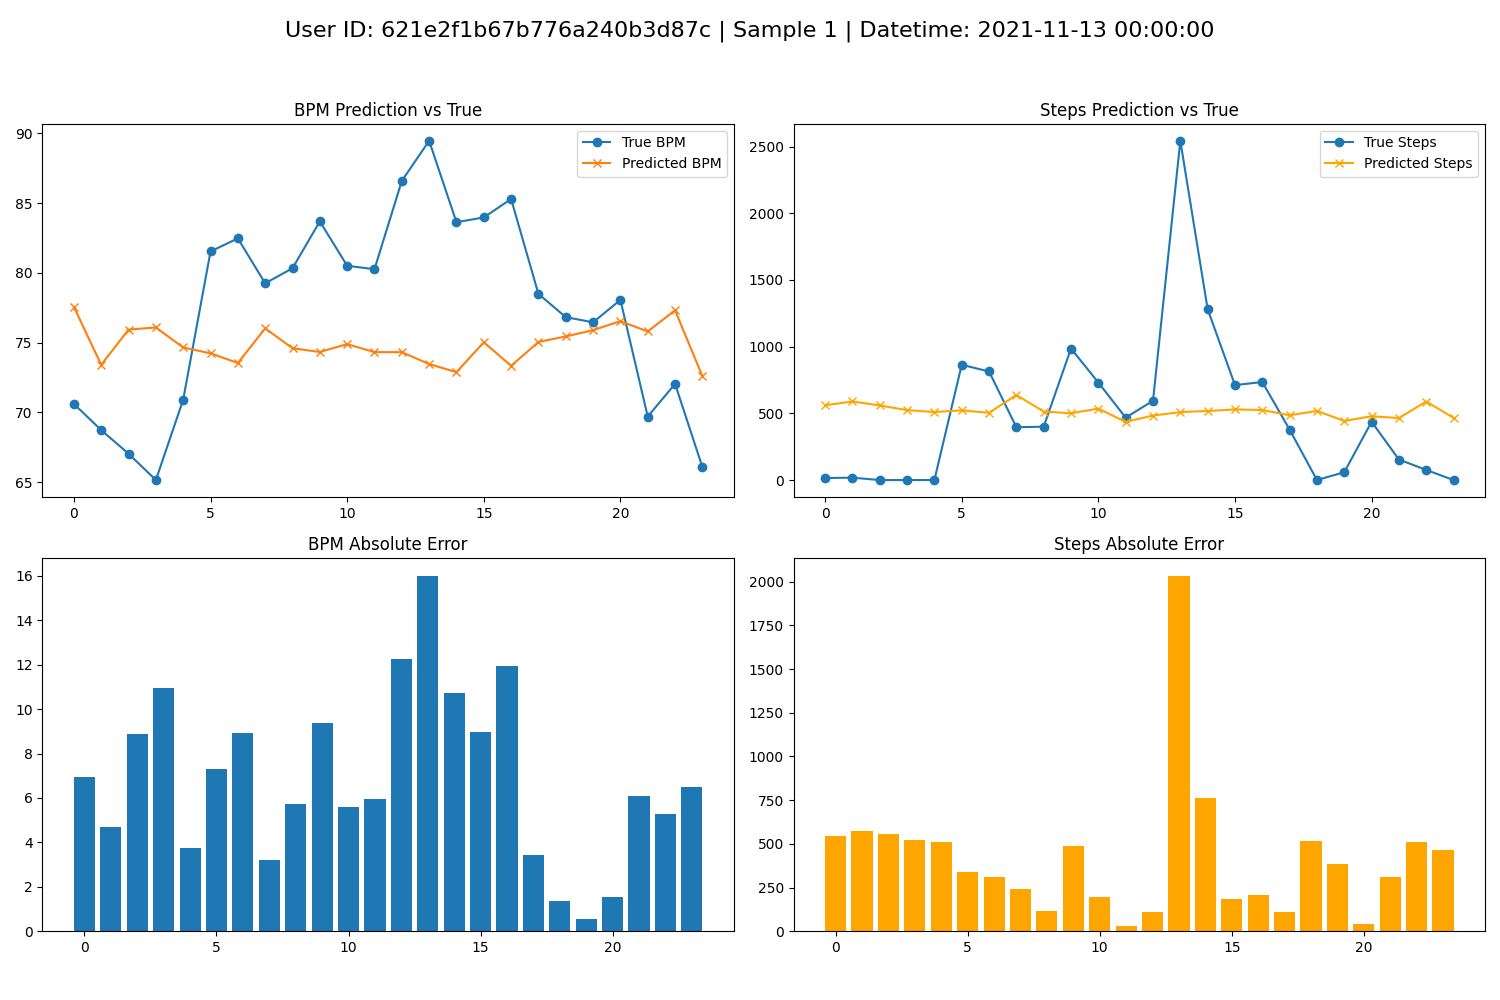 User ID: 621e2f1b67b776a240b3d87c | Sample 1 | Datetime: 2021-11-13 00:00:00
BPM Prediction vs True
90
85
80
75
70
65
True BPM
Predicted BPM
0 5 10 15 20
Steps Prediction vs True
2500
2000
1500
1000
500
0
True Steps
Predicted Steps
0 5 10 15 20
BPM Absolute Error
16
14
12
10
8
6
4
2
0
0 5 10 15 20
Steps Absolute Error
2000
1750
1500
1250
1000
750
500
250
0
0 5 10 15 20